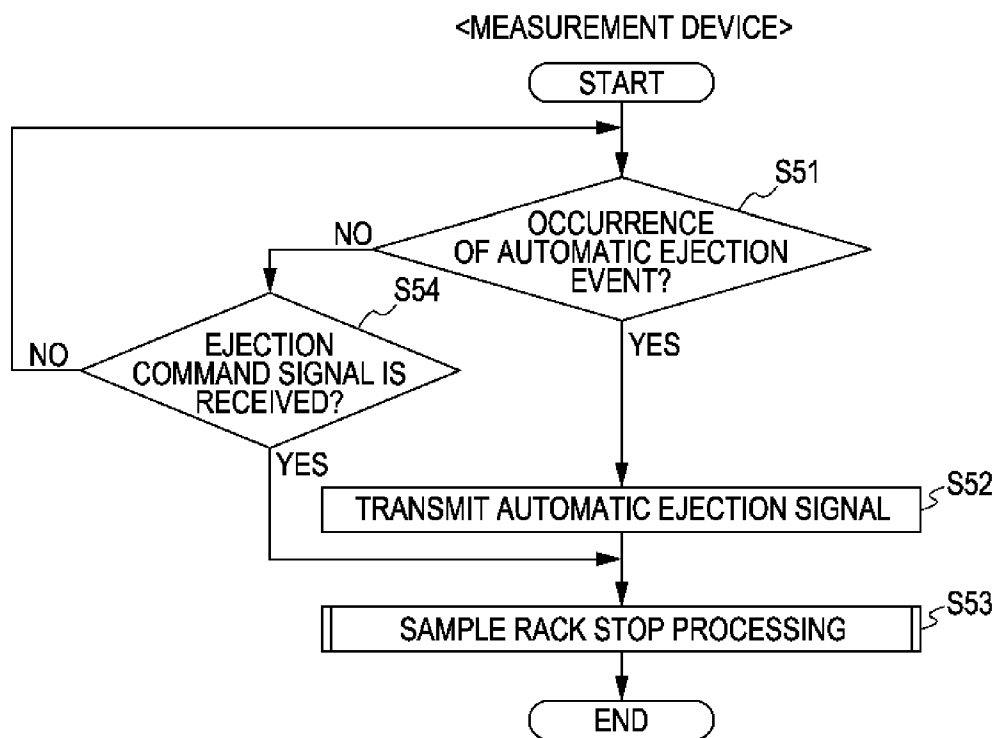 <MEASUREMENT DEVICE>
START
S51
OCCURRENCE
OF AUTOMATIC EJECTION
EVENT?
NO
YES
S54
EJECTION
COMMAND SIGNAL IS
RECEIVED?
NO
YES
S52
TRANSMIT AUTOMATIC EJECTION SIGNAL
S53
SAMPLE RACK STOP PROCESSING
END